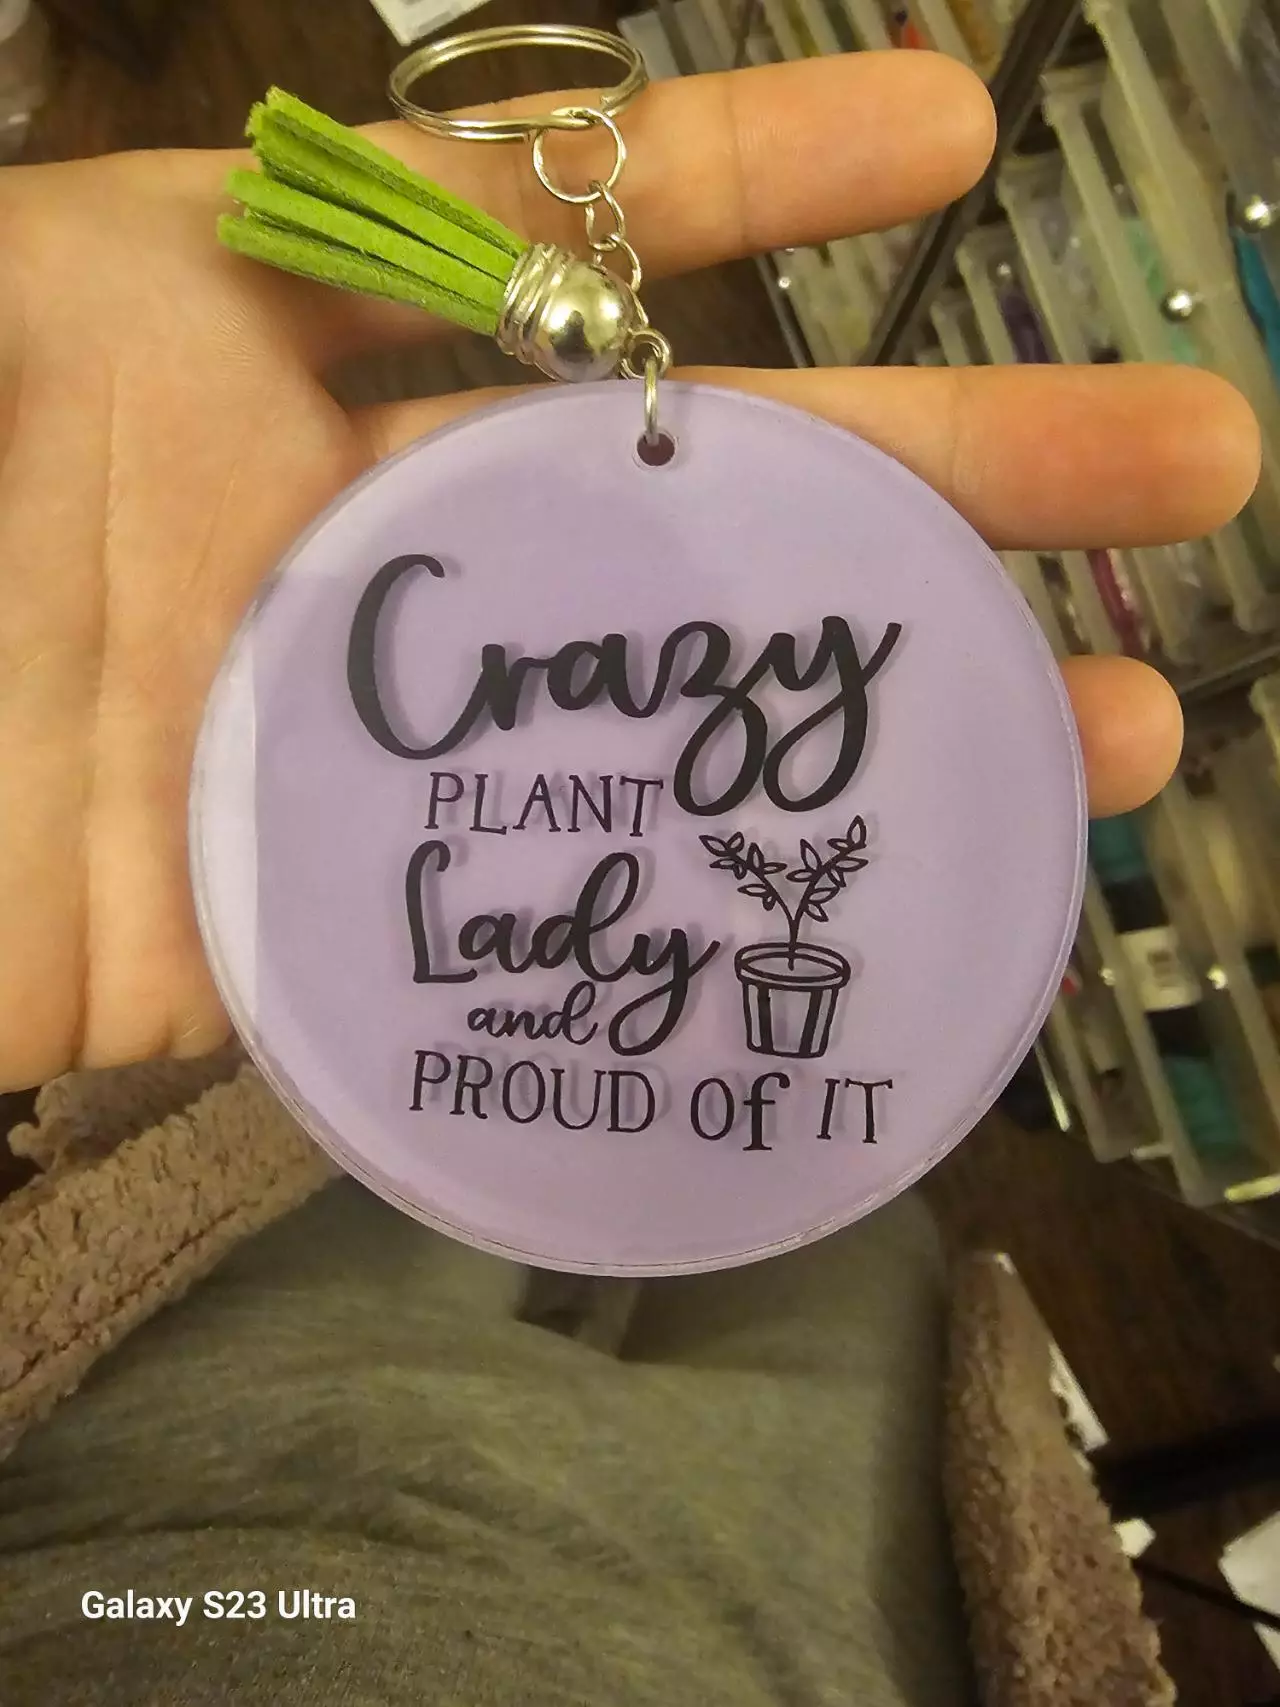 Crazy
PLANT
Lady
and
PROUD of IT
Galaxy S23 Ultra